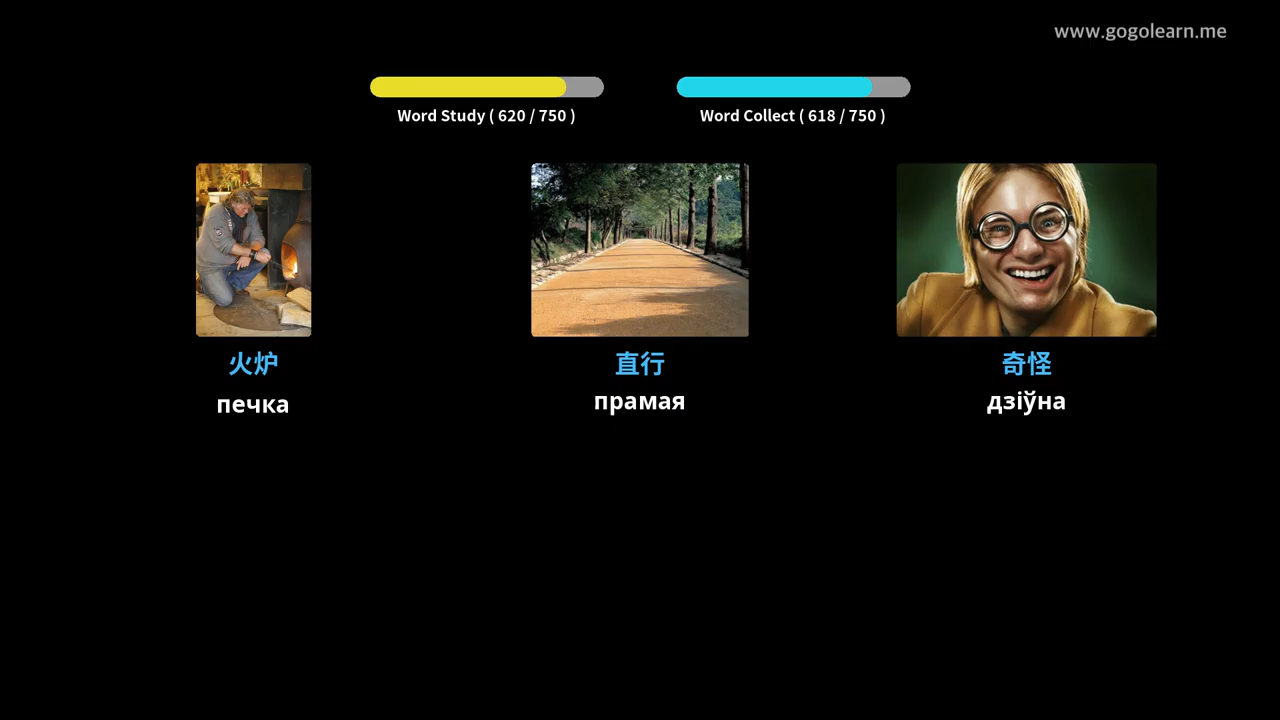 www.gogolearn.me
Word Study ( 620 / 750 )
Word Collect ( 618 / 750 )
火炉
直行
奇怪
печка
прамая
дзіўна